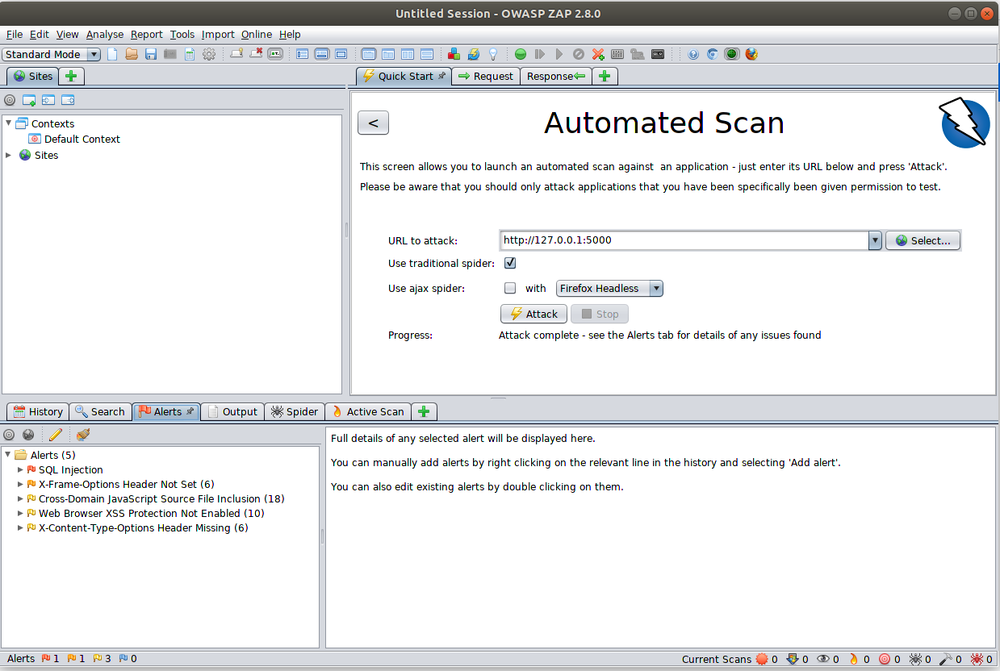 Untitled Session - OWASP ZAP 2.8.0
File Edit View Analyse Report Tools Import Online Help
Standard Mode
Sites
Quick Start Request Response
Contexts
Default Context
Sites
<
Automated Scan
This screen allows you to launch an automated scan against  an application - just enter its URL below and press 'Attack'.
Please be aware that you should only attack applications that you have been specifically been given permission to test.
URL to attack: http://127.0.0.1:5000 Select...
Use traditional spider:
Use ajax spider: with Firefox Headless
Attack Stop
Progress: Attack complete - see the Alerts tab for details of any issues found
History Search Alerts Output Spider Active Scan
Alerts (5)
SQL Injection
X-Frame-Options Header Not Set (6)
Cross-Domain JavaScript Source File Inclusion (18)
Web Browser XSS Protection Not Enabled (10)
X-Content-Type-Options Header Missing (6)
Full details of any selected alert will be displayed here.
You can manually add alerts by right clicking on the relevant line in the history and selecting 'Add alert'.
You can also edit existing alerts by double clicking on them.
Alerts 1 1 3 0 Current Scans 0 0 0 0 0 0 0 0